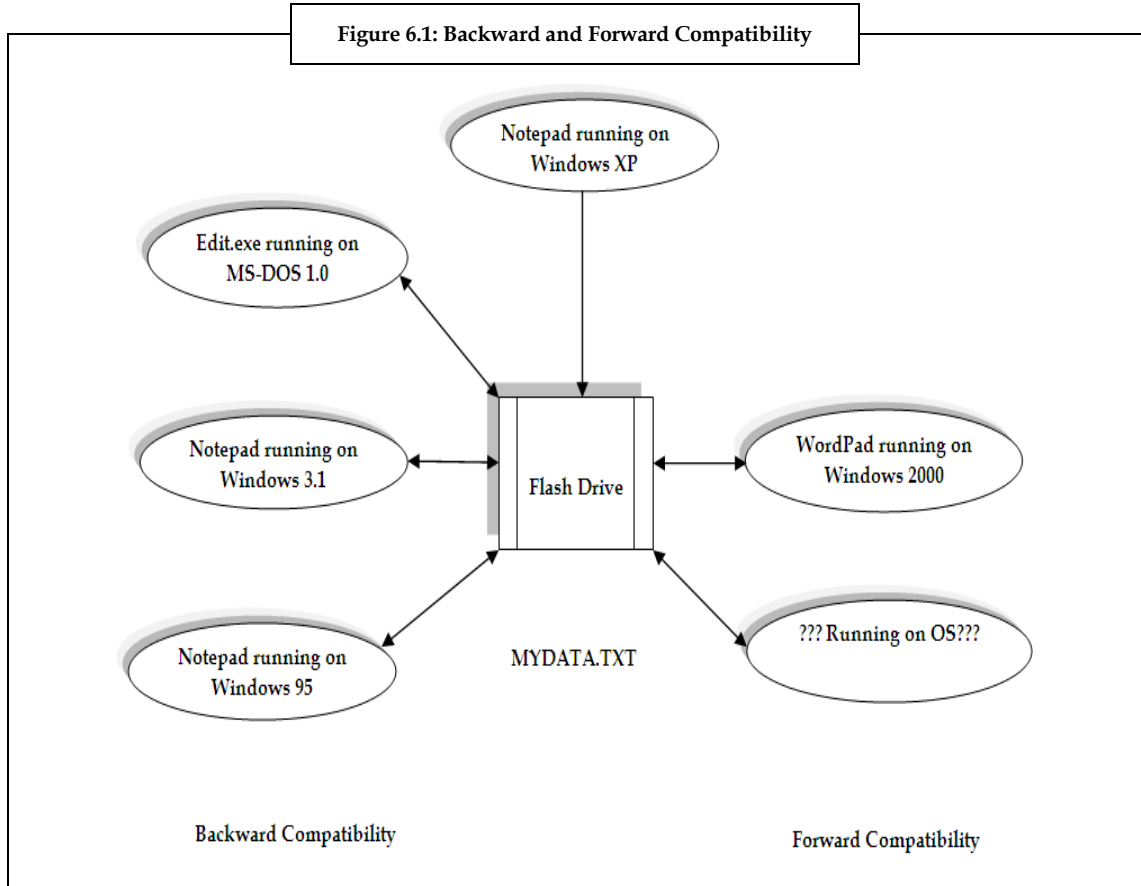 Figure 6.1: Backward and Forward Compatibility
Notepad running on
Windows XP
Edit.exe running on
MS-DOS 1.0
Notepad running on
Windows 3.1
WordPad running on
Windows 2000
Flash Drive
Notepad running on
Windows 95
??? Running on OS???
MYDATA.TXT
Backward Compatibility
Forward Compatibility